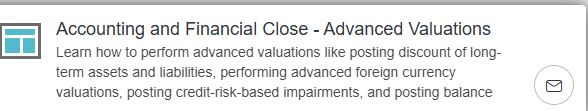 Accounting and Financial Close - Advanced Valuations
Learn how to perform advanced valuations like posting discount of long-
term assets and liabilities, performing advanced foreign currency
valuations, posting credit-risk-based impairments, and posting balance